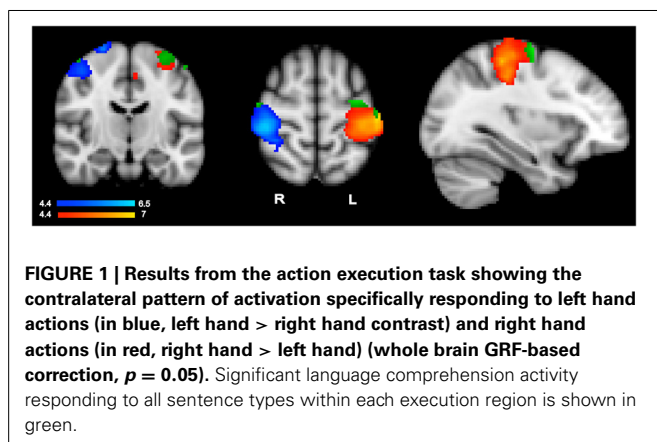 R L
4.4 6.5
4.4 7
FIGURE 1 | Results from the action execution task showing the
contralateral pattern of activation specifically responding to left hand
actions (in blue, left hand > right hand contrast) and right hand
actions (in red, right hand > left hand) (whole brain GRF-based
correction, p = 0.05). Significant language comprehension activity
responding to all sentence types within each execution region is shown in
green.